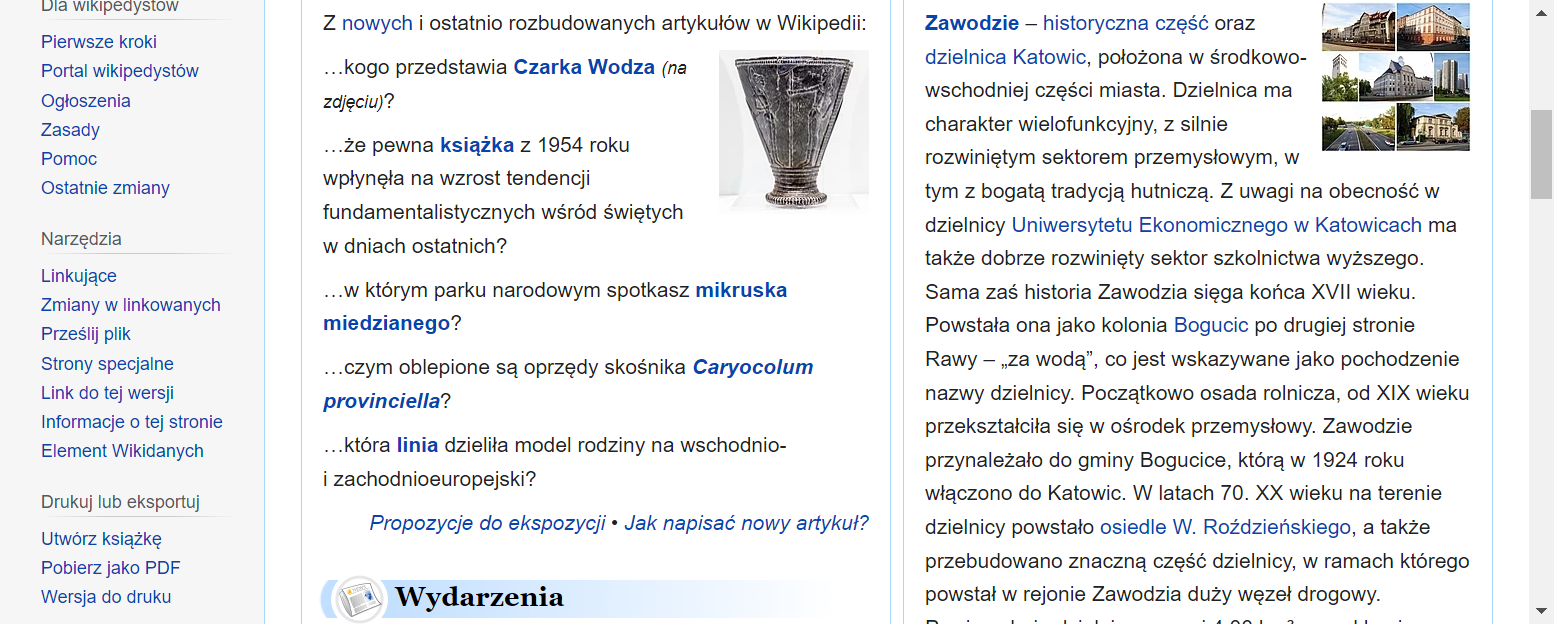 Dla wikipedystów
Pierwsze kroki
Portal wikipedystów
Ogłoszenia
Zasady
Pomoc
Ostatnie zmiany
Narzędzia
Linkujące
Zmiany w linkowanych
Prześlij plik
Strony specjalne
Link do tej wersji
Informacje o tej stronie
Element Wikidanych
Drukuj lub eksportuj
Utwórz książkę
Pobierz jako PDF
Wersja do druku
Z nowych i ostatnio rozbudowanych artykułów w Wikipedii:
…kogo przedstawia Czarka Wodza (na
zdjęciu)?
…że pewna książka z 1954 roku
wpłynęła na wzrost tendencji
fundamentalistycznych wśród świętych
w dniach ostatnich?
…w którym parku narodowym spotkasz mikruska
miedzianego?
…czym oblepione są oprzędy skośnika Caryocolum
provinciella?
…która linia dzieliła model rodziny na wschodnio-
i zachodnioeuropejski?
Propozycje do ekspozycji • Jak napisać nowy artykuł?
Wydarzenia
Zawodzie – historyczna część oraz
dzielnica Katowic, położona w środkowo-
wschodniej części miasta. Dzielnica ma
charakter wielofunkcyjny, z silnie
rozwiniętym sektorem przemysłowym, w
tym z bogatą tradycją hutniczą. Z uwagi na obecność w
dzielnicy Uniwersytetu Ekonomicznego w Katowicach ma
także dobrze rozwinięty sektor szkolnictwa wyższego.
Sama zaś historia Zawodzia sięga końca XVII wieku.
Powstała ona jako kolonia Bogucic po drugiej stronie
Rawy – „za wodą”, co jest wskazywane jako pochodzenie
nazwy dzielnicy. Początkowo osada rolnicza, od XIX wieku
przekształciła się w ośrodek przemysłowy. Zawodzie
przynależało do gminy Bogucice, którą w 1924 roku
włączono do Katowic. W latach 70. XX wieku na terenie
dzielnicy powstało osiedle W. Roździeńskiego, a także
przebudowano znaczną część dzielnicy, w ramach którego
powstał w rejonie Zawodzia duży węzeł drogowy.